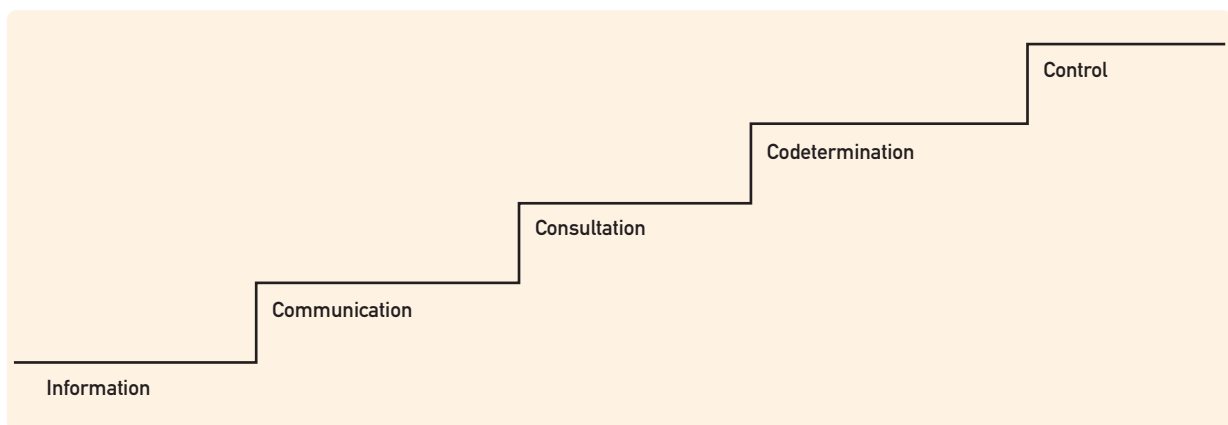 Control
Codetermination
Consultation
Communication
Information